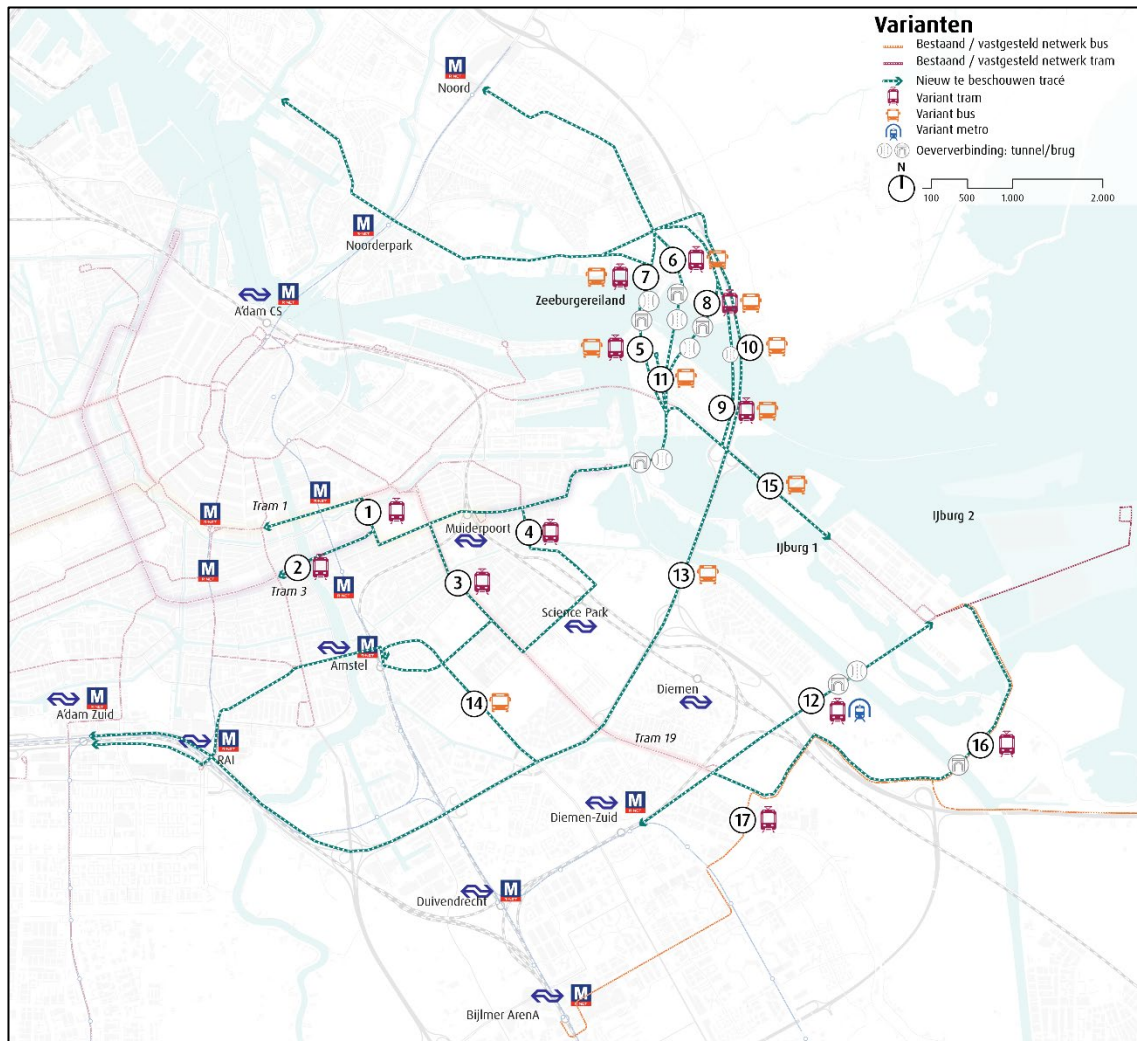 Varianten
Bestaand / vastgesteld netwerk bus
Bestaand / vastgesteld netwerk tram
Nieuw te beschouwen tracé
Variant tram
Variant bus
Variant metro
Oeververbinding: tunnel/brug
N
100 500 1.000 2.000
M
Noord
M
Noorderpark
M
A'dam CS
6
7
Zeeburgereiland
8
5
10
11
9
15
Tram 1
M
1
M
Muiderpoort
4
IJburg 2
IJburg 1
2
M
Tram 3
M
3
13
Science Park
M
Amstel
Diemen
M
A'dam Zuid
14
12
M
RAI
Tram 19
16
M
Diemen-Zuid
17
M
Duivendrecht
M
Bijlmer ArenA